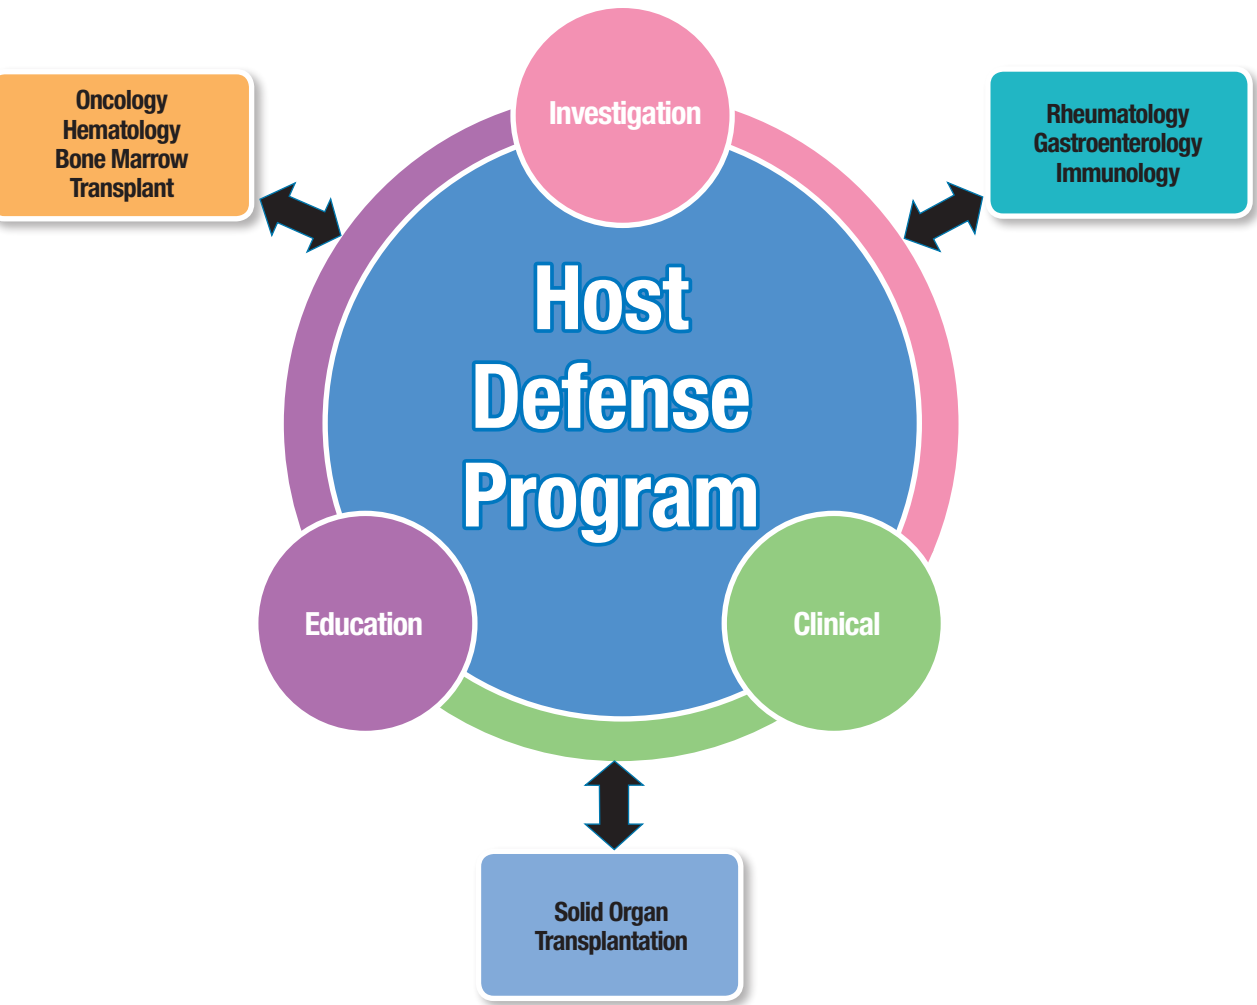 Investigation
Oncology
Hematology
Bone Marrow
Transplant
Rheumatology
Gastroenterology
Immunology
Host
Defense
Program
Education
Clinical
Solid Organ
Transplantation